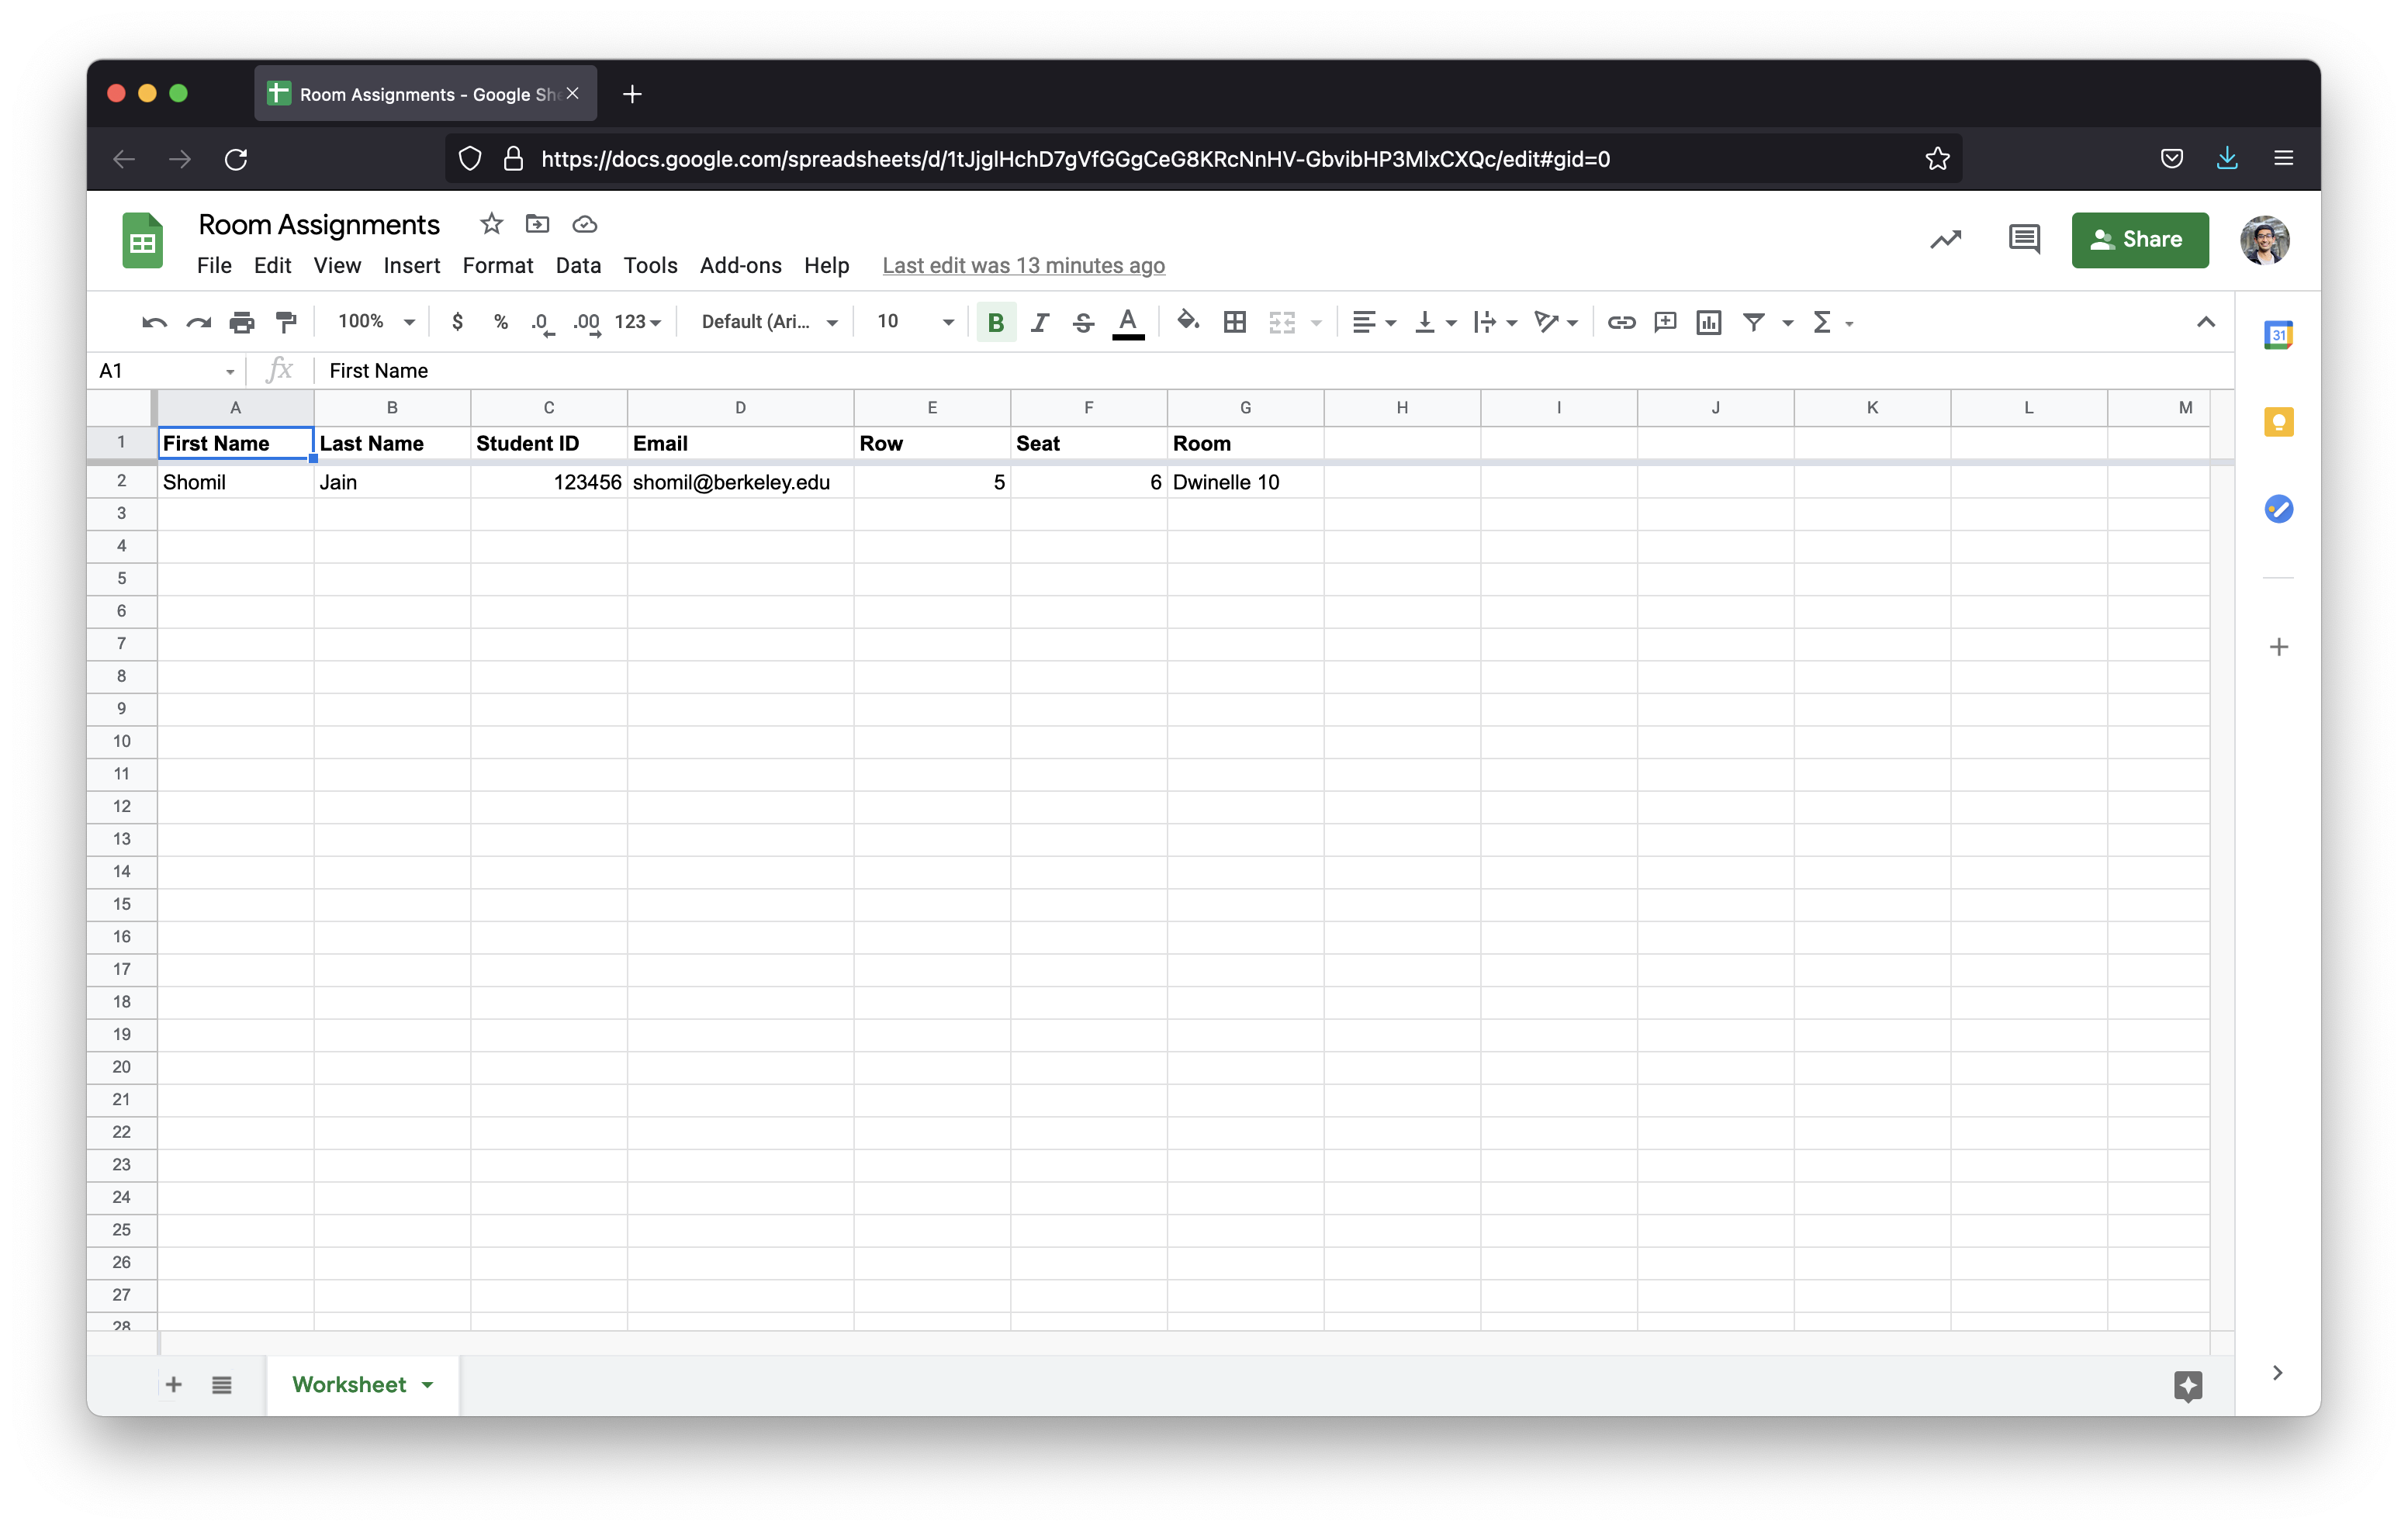 Room Assignments - Google She
https://docs.google.com/spreadsheets/d/1tJjglHchD7gVfGGgCeG8KRcNnHV-GbvibHP3MlxCXQc/edit#gid=0
Room Assignments
File Edit View Insert Format Data Tools Add-ons Help Last edit was 13 minutes ago
Share
100% $ % .0 .00 123 Default (Ari... 10 B I S A Σ
31
A1 fx First Name
A B C D E F G H I J K L M
1 First Name Last Name Student ID Email Row Seat Room
2 Shomil Jain 123456 shomil@berkeley.edu 5 6 Dwinelle 10
3
4
5
6
7
8
9
10
11
12
13
14
15
16
17
18
19
20
21
22
23
24
25
26
27
28
Worksheet